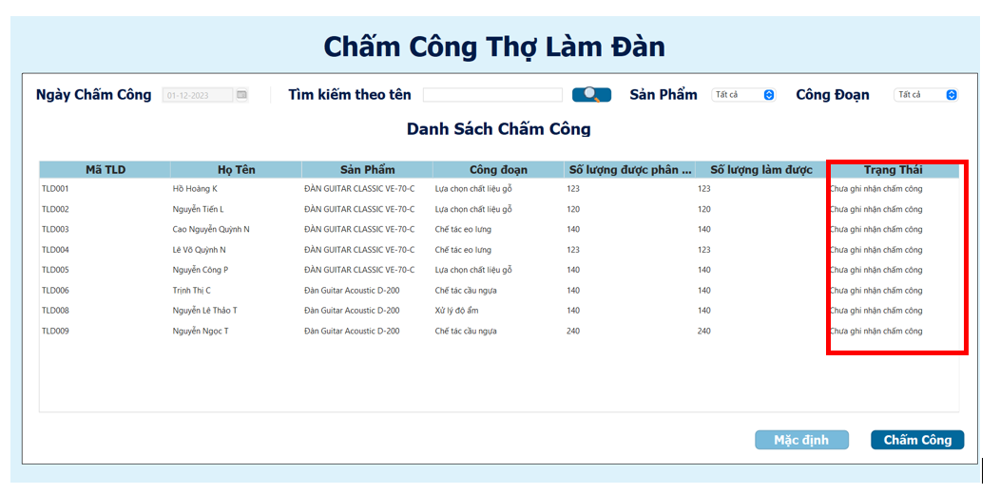 Chấm Công Thợ Làm Đàn
Ngày Chấm Công 01-12-2023 Tìm kiếm theo tên Sản Phẩm Tất cả Công Đoạn Tất cả
Danh Sách Chấm Công
Mã TLD Họ Tên Sản Phẩm Công đoạn Số lượng được phân ... Số lượng làm được Trạng Thái
TLD001 Hồ Hoàng K ĐÀN GUITAR CLASSIC VE-70-C Lựa chọn chất liệu gỗ 123 123 Chưa ghi nhận chấm công
TLD002 Nguyễn Tiến L ĐÀN GUITAR CLASSIC VE-70-C Lựa chọn chất liệu gỗ 120 120 Chưa ghi nhận chấm công
TLD003 Cao Nguyễn Quỳnh N ĐÀN GUITAR CLASSIC VE-70-C Chế tác eo lưng 140 140 Chưa ghi nhận chấm công
TLD004 Lê Võ Quỳnh N ĐÀN GUITAR CLASSIC VE-70-C Chế tác eo lưng 123 123 Chưa ghi nhận chấm công
TLD005 Nguyễn Công P ĐÀN GUITAR CLASSIC VE-70-C Lựa chọn chất liệu gỗ 140 140 Chưa ghi nhận chấm công
TLD006 Trịnh Thị C Đàn Guitar Acoustic D-200 Chế tác cầu ngựa 140 140 Chưa ghi nhận chấm công
TLD008 Nguyễn Lê Thảo T Đàn Guitar Acoustic D-200 Xử lý độ ẩm 140 140 Chưa ghi nhận chấm công
TLD009 Nguyễn Ngọc T Đàn Guitar Acoustic D-200 Chế tác cầu ngựa 240 240 Chưa ghi nhận chấm công
Mặc định Chấm Công